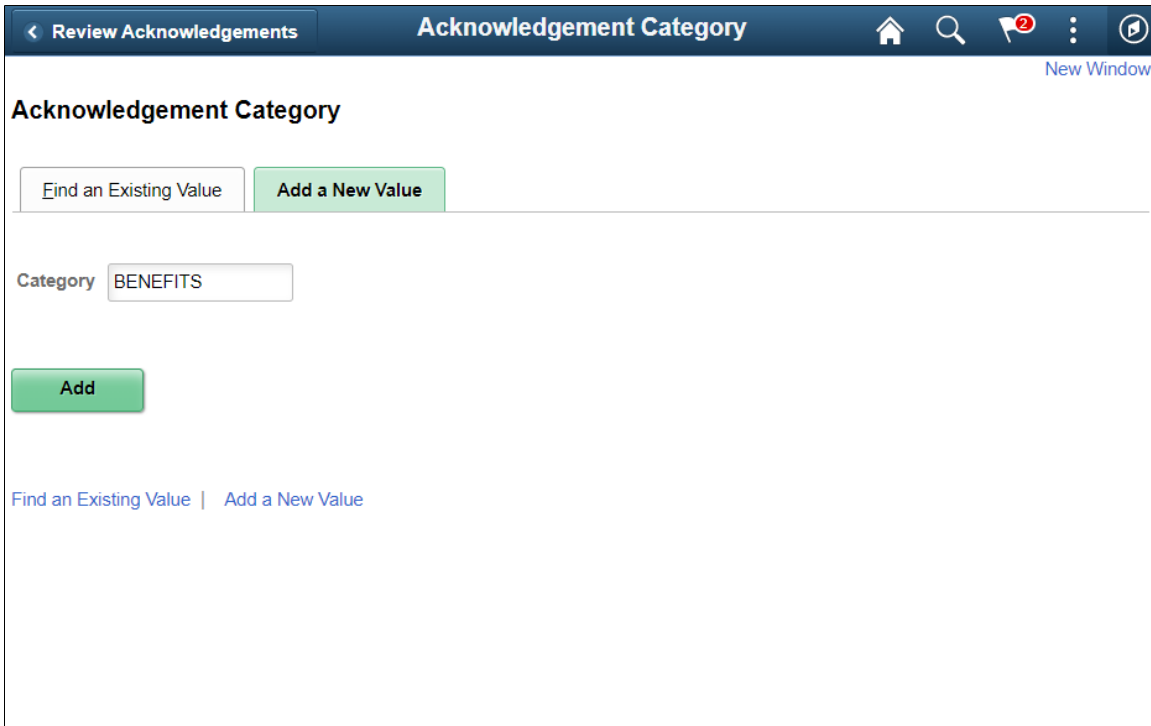 Review Acknowledgements Acknowledgement Category 2
New Window
Acknowledgement Category
Find an Existing Value Add a New Value
Category BENEFITS
Add
Find an Existing Value | Add a New Value